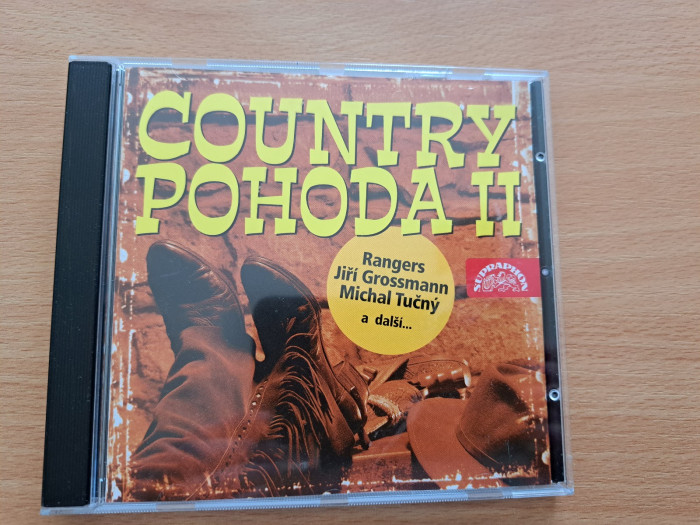 COUNTRY
POHODA II
Rangers
Jiří Grossmann
Michal Tučný
a další...
SUPRAPHON